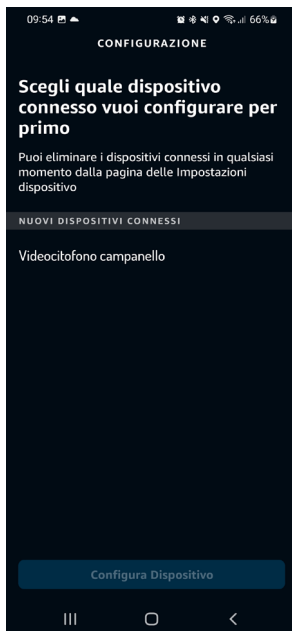 09:54 66%
CONFIGURAZIONE
Scegli quale dispositivo
connesso vuoi configurare per
primo
Puoi eliminare i dispositivi connessi in qualsiasi
momento dalla pagina delle Impostazioni
dispositivo
NUOVI DISPOSITIVI CONNESSI
Videocitofono campanello
Configura Dispositivo